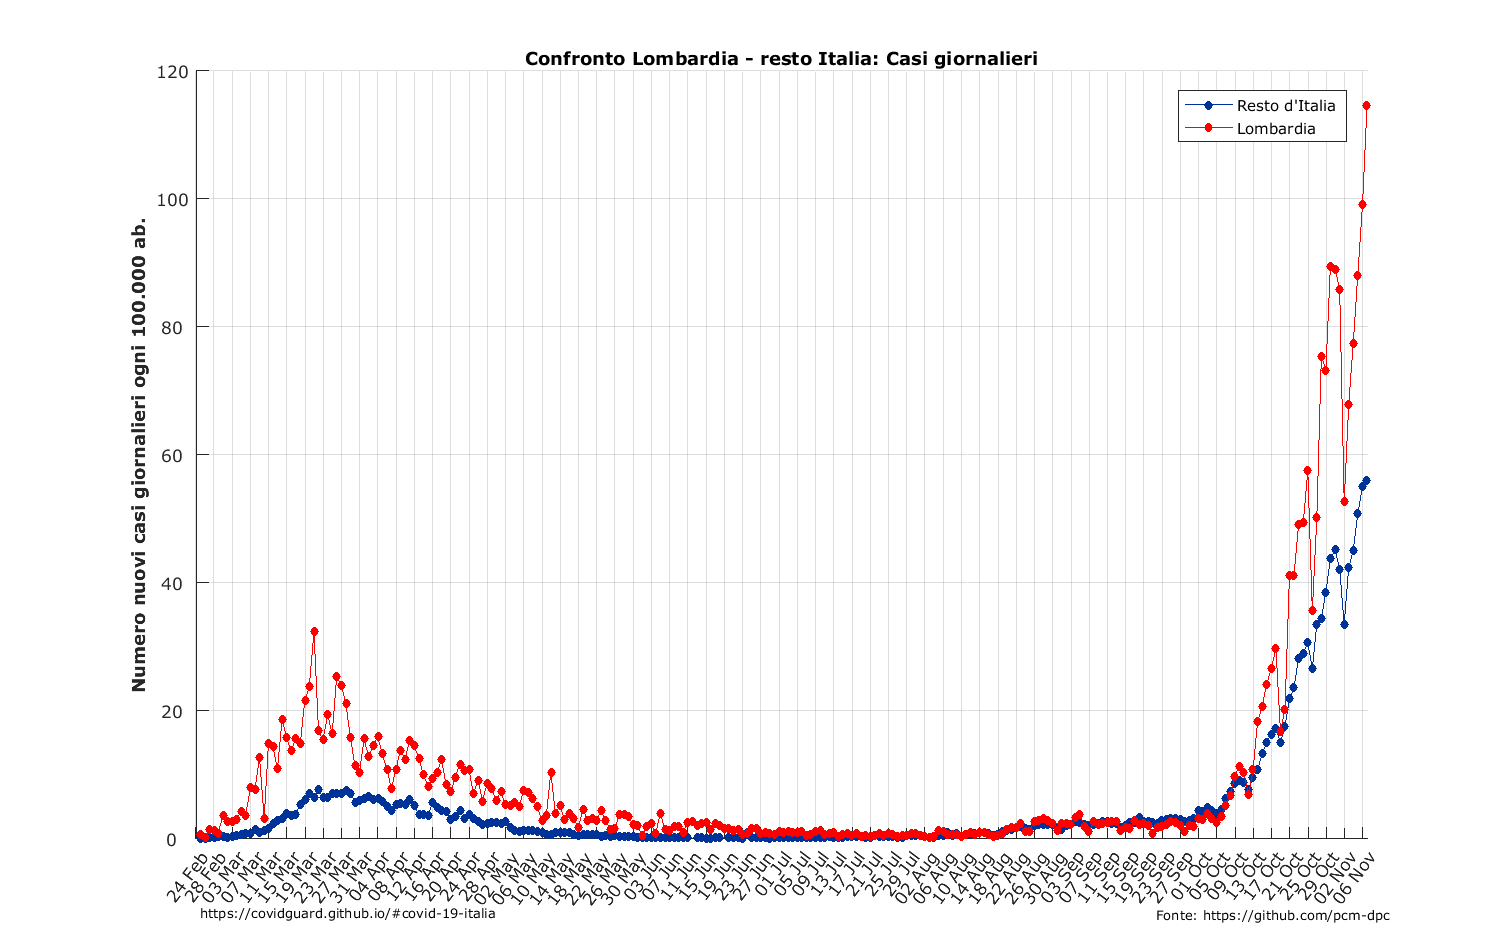 Confronto Lombardia - resto Italia: Casi giornalieri
Numero nuovi casi giornalieri ogni 100.000 ab.
120
100
80
60
40
20
0
Resto d'Italia
Lombardia
24 Feb
28 Feb
03 Mar
07 Mar
11 Mar
15 Mar
19 Mar
23 Mar
27 Mar
31 Mar
04 Apr
08 Apr
12 Apr
16 Apr
20 Apr
24 Apr
28 Apr
02 May
06 May
10 May
14 May
18 May
22 May
26 May
30 May
03 Jun
07 Jun
11 Jun
15 Jun
19 Jun
23 Jun
27 Jun
01 Jul
05 Jul
09 Jul
13 Jul
17 Jul
21 Jul
25 Jul
29 Jul
02 Aug
06 Aug
10 Aug
14 Aug
18 Aug
22 Aug
26 Aug
30 Aug
03 Sep
07 Sep
11 Sep
15 Sep
19 Sep
23 Sep
27 Sep
01 Oct
05 Oct
09 Oct
13 Oct
17 Oct
21 Oct
25 Oct
29 Oct
02 Nov
06 Nov
https://covidguard.github.io/#covid-19-italia
Fonte: https://github.com/pcm-dpc